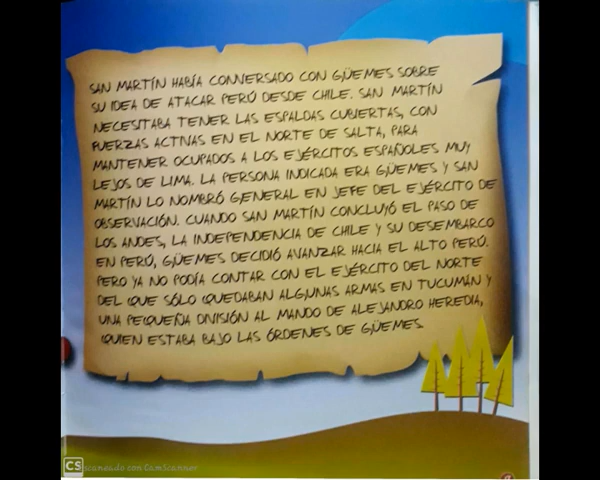 SAN MARTÍN HABÍA CONVERSADO CON GÜEMES SOBRE
SU IDEA DE ATACAR PERÚ DESDE CHILE. SAN MARTÍN
NECESITABA TENER LAS ESPALDAS CUBIERTAS, CON
FUERZAS ACTIVAS EN EL NORTE DE SALTA, PARA
MANTENER OCUPADOS A LOS EJÉRCITOS ESPAÑOLES MUY
LEJOS DE LIMA. LA PERSONA INDICADA ERA GÜEMES Y SAN
MARTÍN LO NOMBRÓ GENERAL EN JEFE DEL EJÉRCITO DE
OBSERVACIÓN. CUANDO SAN MARTÍN CONCLUYÓ EL PASO DE
LOS ANDES, LA INDEPENDENCIA DE CHILE Y SU DESEMBARCO
EN PERÚ, GÜEMES DECIDIÓ AVANZAR HACIA EL ALTO PERÚ.
PERO YA NO PODÍA CONTAR CON EL EJÉRCITO DEL NORTE
DEL QUE SÓLO QUEDABAN ALGUNAS ARMAS EN TUCUMÁN Y
UNA PEQUEÑA DIVISIÓN AL MANDO DE ALEJANDRO HEREDIA,
QUIEN ESTABA BAJO LAS ÓRDENES DE GÜEMES.
CS Escaneado con CamScanner